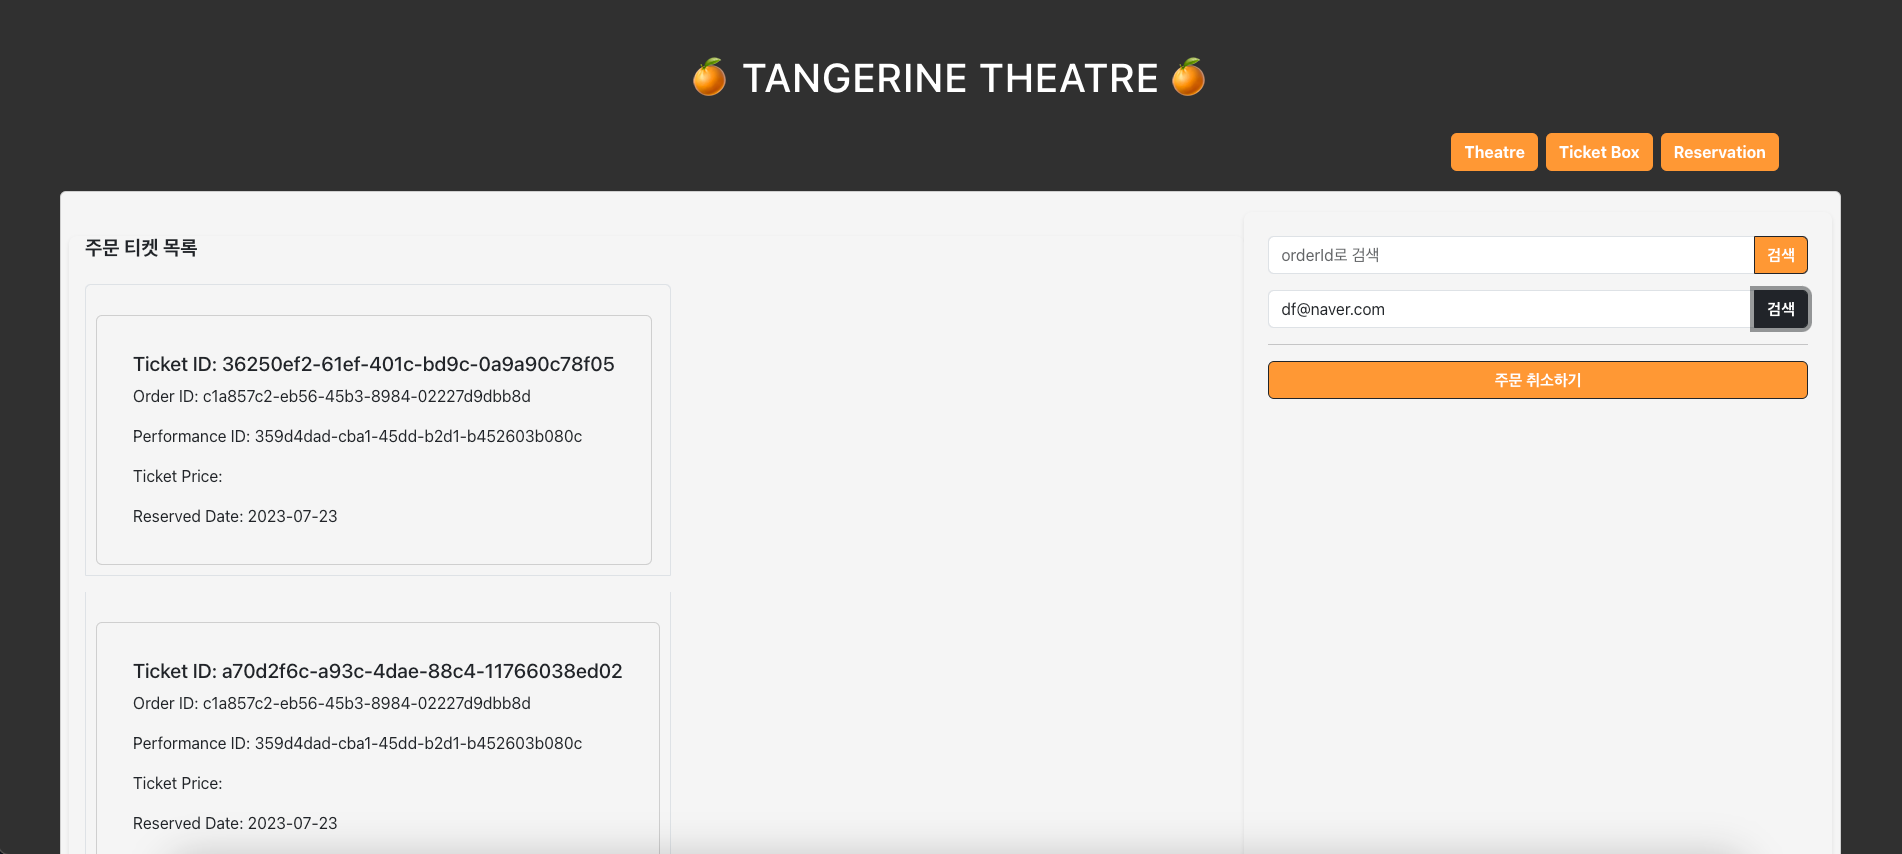 TANGERINE THEATRE
Theatre
Ticket Box
Reservation
주문 티켓 목록
Ticket ID: 36250ef2-61ef-401c-bd9c-0a9a90c78f05
Order ID: c1a857c2-eb56-45b3-8984-02227d9dbb8d
Performance ID: 359d4dad-cba1-45dd-b2d1-b452603b080c
Ticket Price:
Reserved Date: 2023-07-23
Ticket ID: a70d2f6c-a93c-4dae-88c4-11766038ed02
Order ID: c1a857c2-eb56-45b3-8984-02227d9dbb8d
Performance ID: 359d4dad-cba1-45dd-b2d1-b452603b080c
Ticket Price:
Reserved Date: 2023-07-23
orderId로 검색
검색
df@naver.com
검색
주문 취소하기